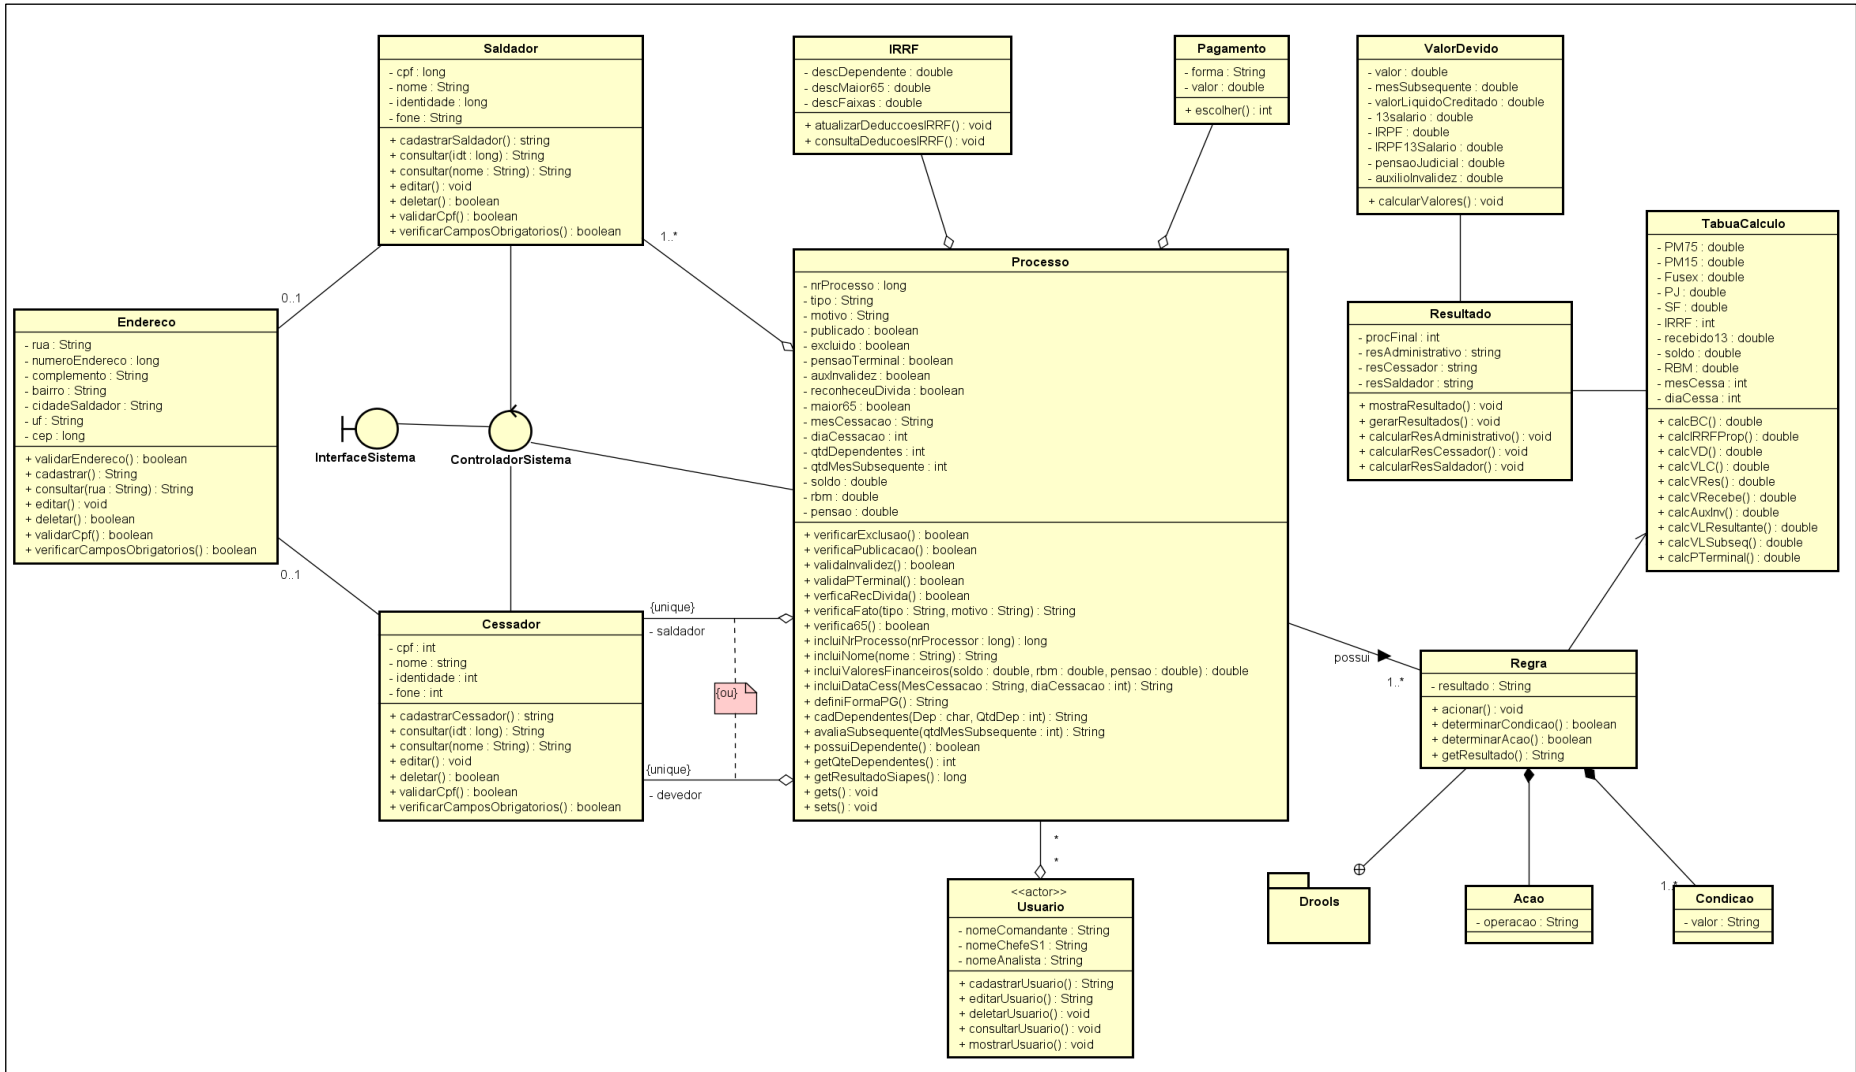 Saldador
- cpf : long
- nome : String
- identidade : long
- fone : String
+ cadastrarSaldador() : string
+ consultar(idt : long) : String
+ consultar(nome : String) : String
+ editar() : void
+ deletar() : boolean
+ validarCpf() : boolean
+ verificarCamposObrigatorios() : boolean
IRRF
- descDependente : double
- descMaior65 : double
- descFaixas : double
+ atualizarDeduccoesIRRF() : void
+ consultaDeducoesIRRF() : void
Pagamento
- forma : String
- valor : double
+ escolher() : int
ValorDevido
- valor : double
- mesSubsequente : double
- valorLiquidoCreditado : double
- 13salario : double
- IRPF : double
- IRPF13Salario : double
- pensaoJudicial : double
- auxilioInvalidez : double
+ calcularValores() : void
TabuaCalculo
- PM75 : double
- PM15 : double
- Fusex : double
- PJ : double
- SF : double
- IRRF : int
- recebido13 : double
- soldo : double
- RBM : double
- mesCessa : int
- diaCessa : int
+ calcBC() : double
+ calcIRRFProp() : double
+ calcVD() : double
+ calcVLC() : double
+ calcVRes() : double
+ calcVRecebe() : double
+ calcAuxInv() : double
+ calcVLResultante() : double
+ calcVLSubseq() : double
+ calcPTerminal() : double
1..*
0..1
Endereco
- rua : String
- numeroEndereco : long
- complemento : String
- bairro : String
- cidadeSaldador : String
- uf : String
- cep : long
+ validarEndereco() : boolean
+ cadastrar() : String
+ consultar(rua : String) : String
+ editar() : void
+ deletar() : boolean
+ validarCpf() : boolean
+ verificarCamposObrigatorios() : boolean
0..1
InterfaceSistema
ControladorSistema
Processo
- nrProcesso : long
- tipo : String
- motivo : String
- publicado : boolean
- excluido : boolean
- pensaoTerminal : boolean
- auxInvalidez : boolean
- reconheceuDivida : boolean
- maior65 : boolean
- mesCessacao : String
- diaCessacao : int
- qtdDependentes : int
- qtdMesSubsequente : int
- soldo : double
- rbm : double
- pensao : double
+ verificarExclusao() : boolean
+ verificaPublicacao() : boolean
+ validaInvalidez() : boolean
+ validaPTerminal() : boolean
+ verficaRecDivida() : boolean
+ verificaFato(tipo : String, motivo : String) : String
+ verifica65() : boolean
+ incluiNrProcesso(nrProcessor : long) : long
+ incluiNome(nome : String) : String
+ incluiValoresFinanceiros(soldo : double, rbm : double, pensao : double) : double
+ incluiDataCess(MesCessacao : String, diaCessacao : int) : String
+ definiFormaPG() : String
+ cadDependentes(Dep : char, QtdDep : int) : String
+ avaliaSubsequente(qtdMesSubsequente : int) : String
+ possuiDependente() : boolean
+ getQteDependentes() : int
+ getResultadoSiapes() : long
+ gets() : void
+ sets() : void
Resultado
- procFinal : int
- resAdministrativo : string
- resCessador : string
- resSaldador : string
+ mostraResultado() : void
+ gerarResultados() : void
+ calcularResAdministrativo() : void
+ calcularResCessador() : void
+ calcularResSaldador() : void
Cessador
- cpf : int
- nome : string
- identidade : int
- fone : int
+ cadastrarCessador() : string
+ consultar(idt : long) : String
+ consultar(nome : String) : String
+ editar() : void
+ deletar() : boolean
+ validarCpf() : boolean
+ verificarCamposObrigatorios() : boolean
{unique}
- saldador
{ou}
{unique}
- devedor
possui
1..*
Regra
- resultado : String
+ acionar() : void
+ determinarCondicao() : boolean
+ determinarAcao() : boolean
+ getResultado() : String
*
*
<<actor>>
Usuario
- nomeComandante : String
- nomeChefeS1 : String
- nomeAnalista : String
+ cadastrarUsuario() : String
+ editarUsuario() : String
+ deletarUsuario() : void
+ consultarUsuario() : void
+ mostrarUsuario() : void
Drools
Acao
- operacao : String
1..*
Condicao
- valor : String